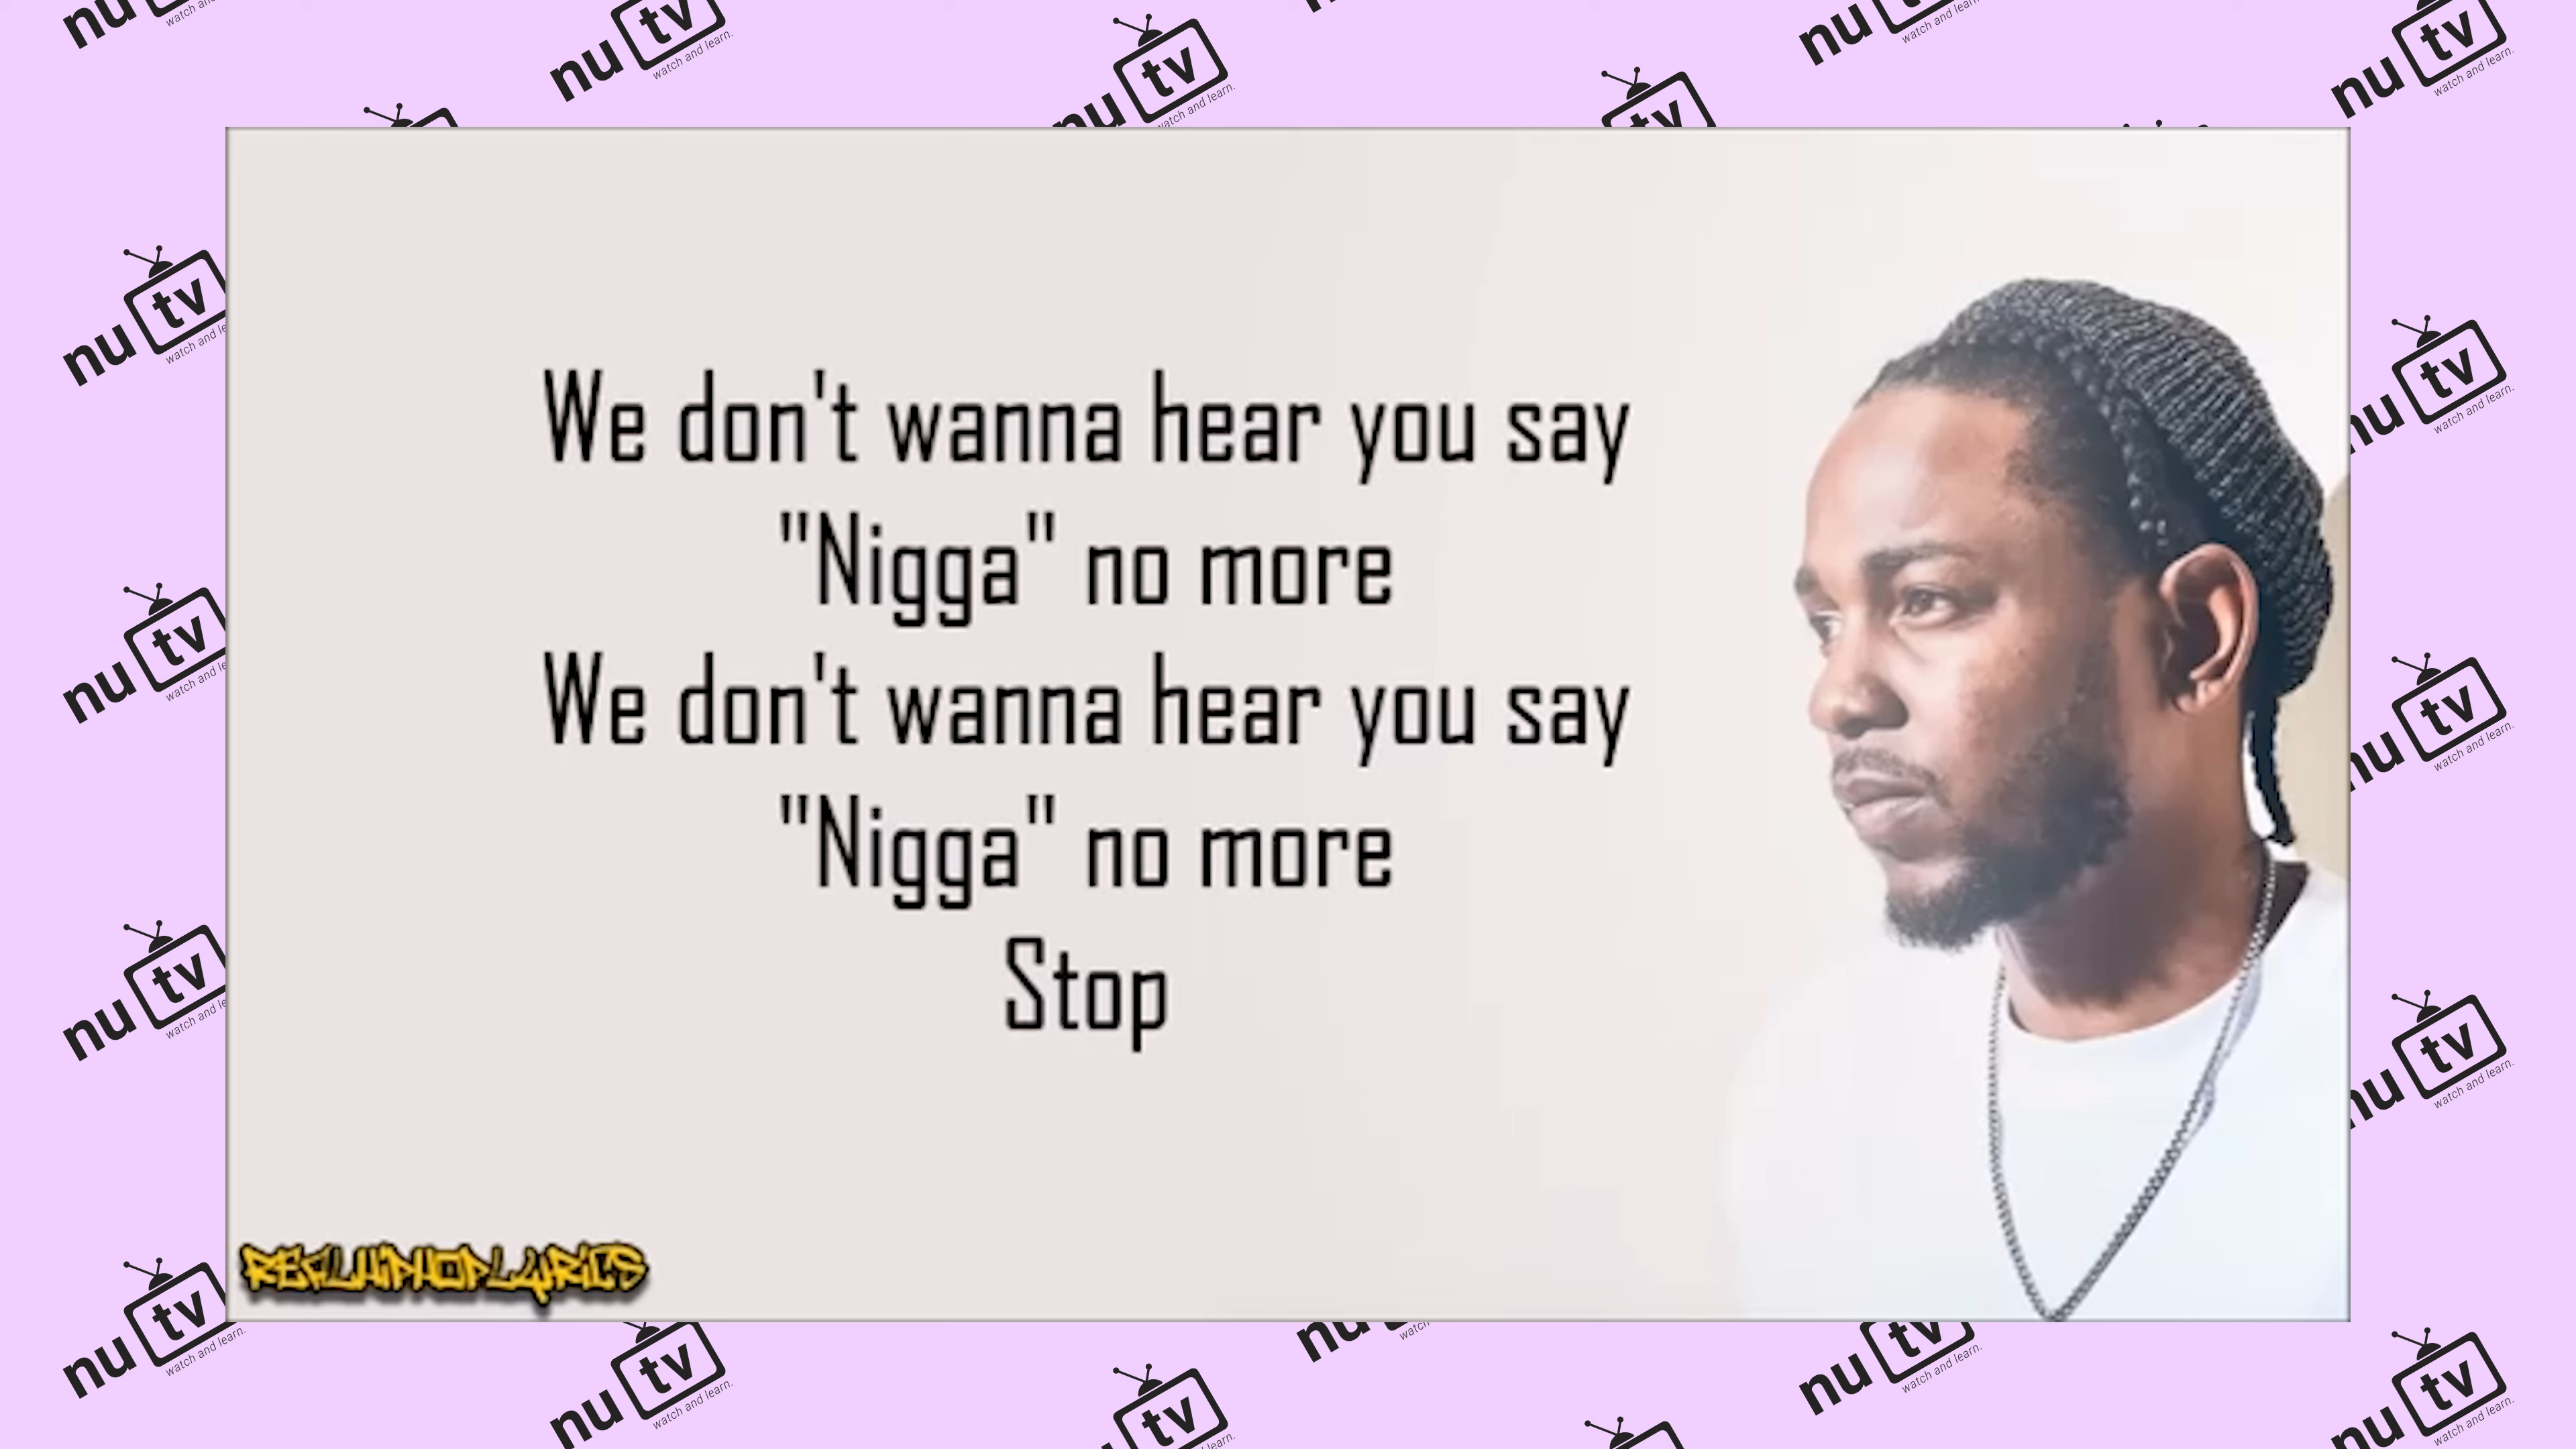 We don't wanna hear you say
"Nigga" no more
We don't wanna hear you say
"Nigga" no more
Stop
REALHIPHOPLYRICS
nu tv
watch and learn.